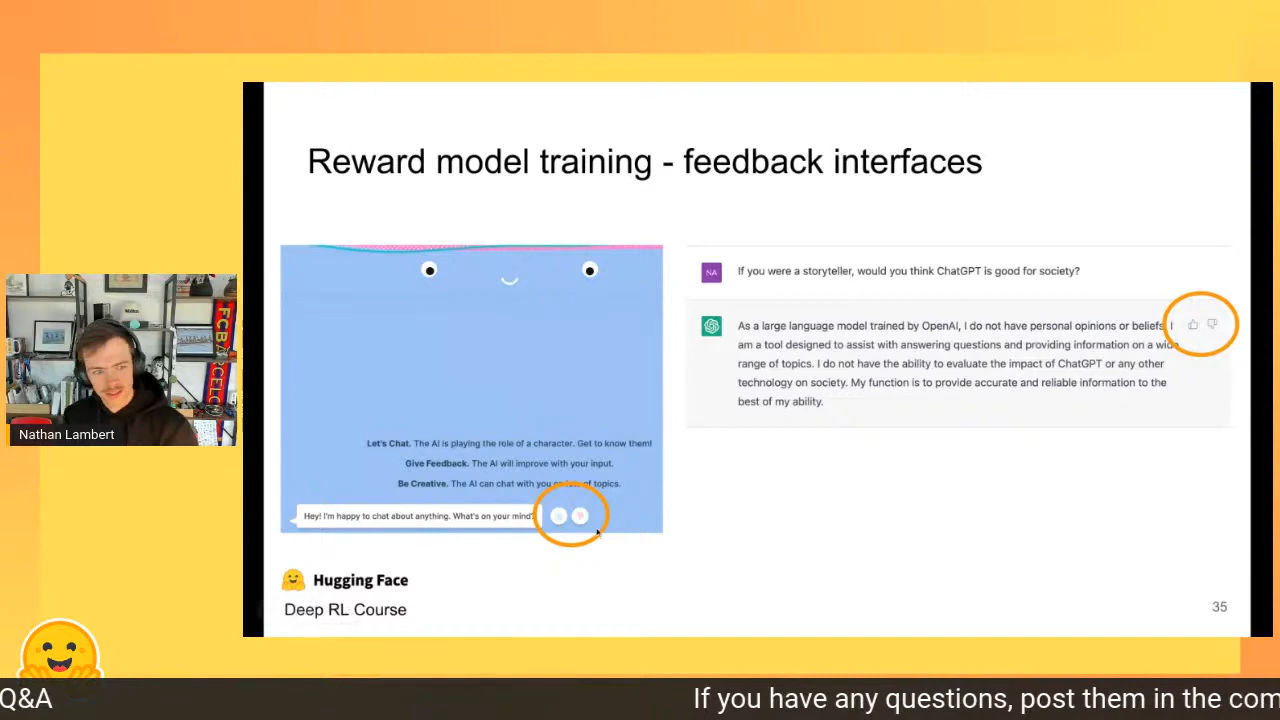 Reward model training - feedback interfaces
Let's Chat. The AI is playing the role of a character. Get to know them!
Give Feedback. The AI will improve with your input.
Be Creative. The AI can chat with you on lots of topics.
Hey! I'm happy to chat about anything. What's on your mind?
NA
If you were a storyteller, would you think ChatGPT is good for society?
As a large language model trained by OpenAI, I do not have personal opinions or beliefs. I
am a tool designed to assist with answering questions and providing information on a wide
range of topics. I do not have the ability to evaluate the impact of ChatGPT or any other
technology on society. My function is to provide accurate and reliable information to the
best of my ability.
Hugging Face
Deep RL Course
35
FCB
Nathan Lambert
Q&A
If you have any questions, post them in the com